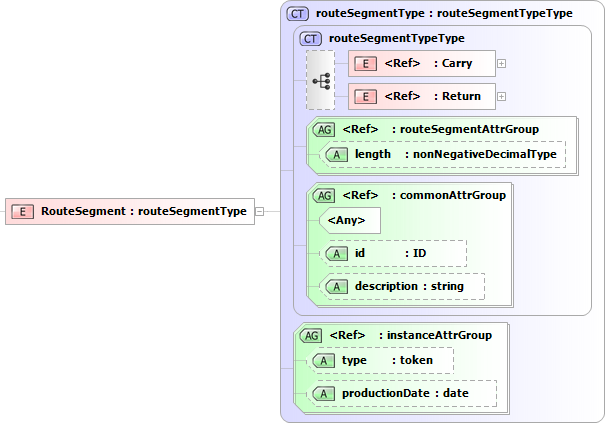 CT routeSegmentType : routeSegmentTypeType
CT routeSegmentTypeType
E <Ref> : Carry
E <Ref> : Return
AG <Ref> : routeSegmentAttrGroup
A length : nonNegativeDecimalType
AG <Ref> : commonAttrGroup
E RouteSegment : routeSegmentType
<Any>
A id : ID
A description : string
AG <Ref> : instanceAttrGroup
A type : token
A productionDate : date